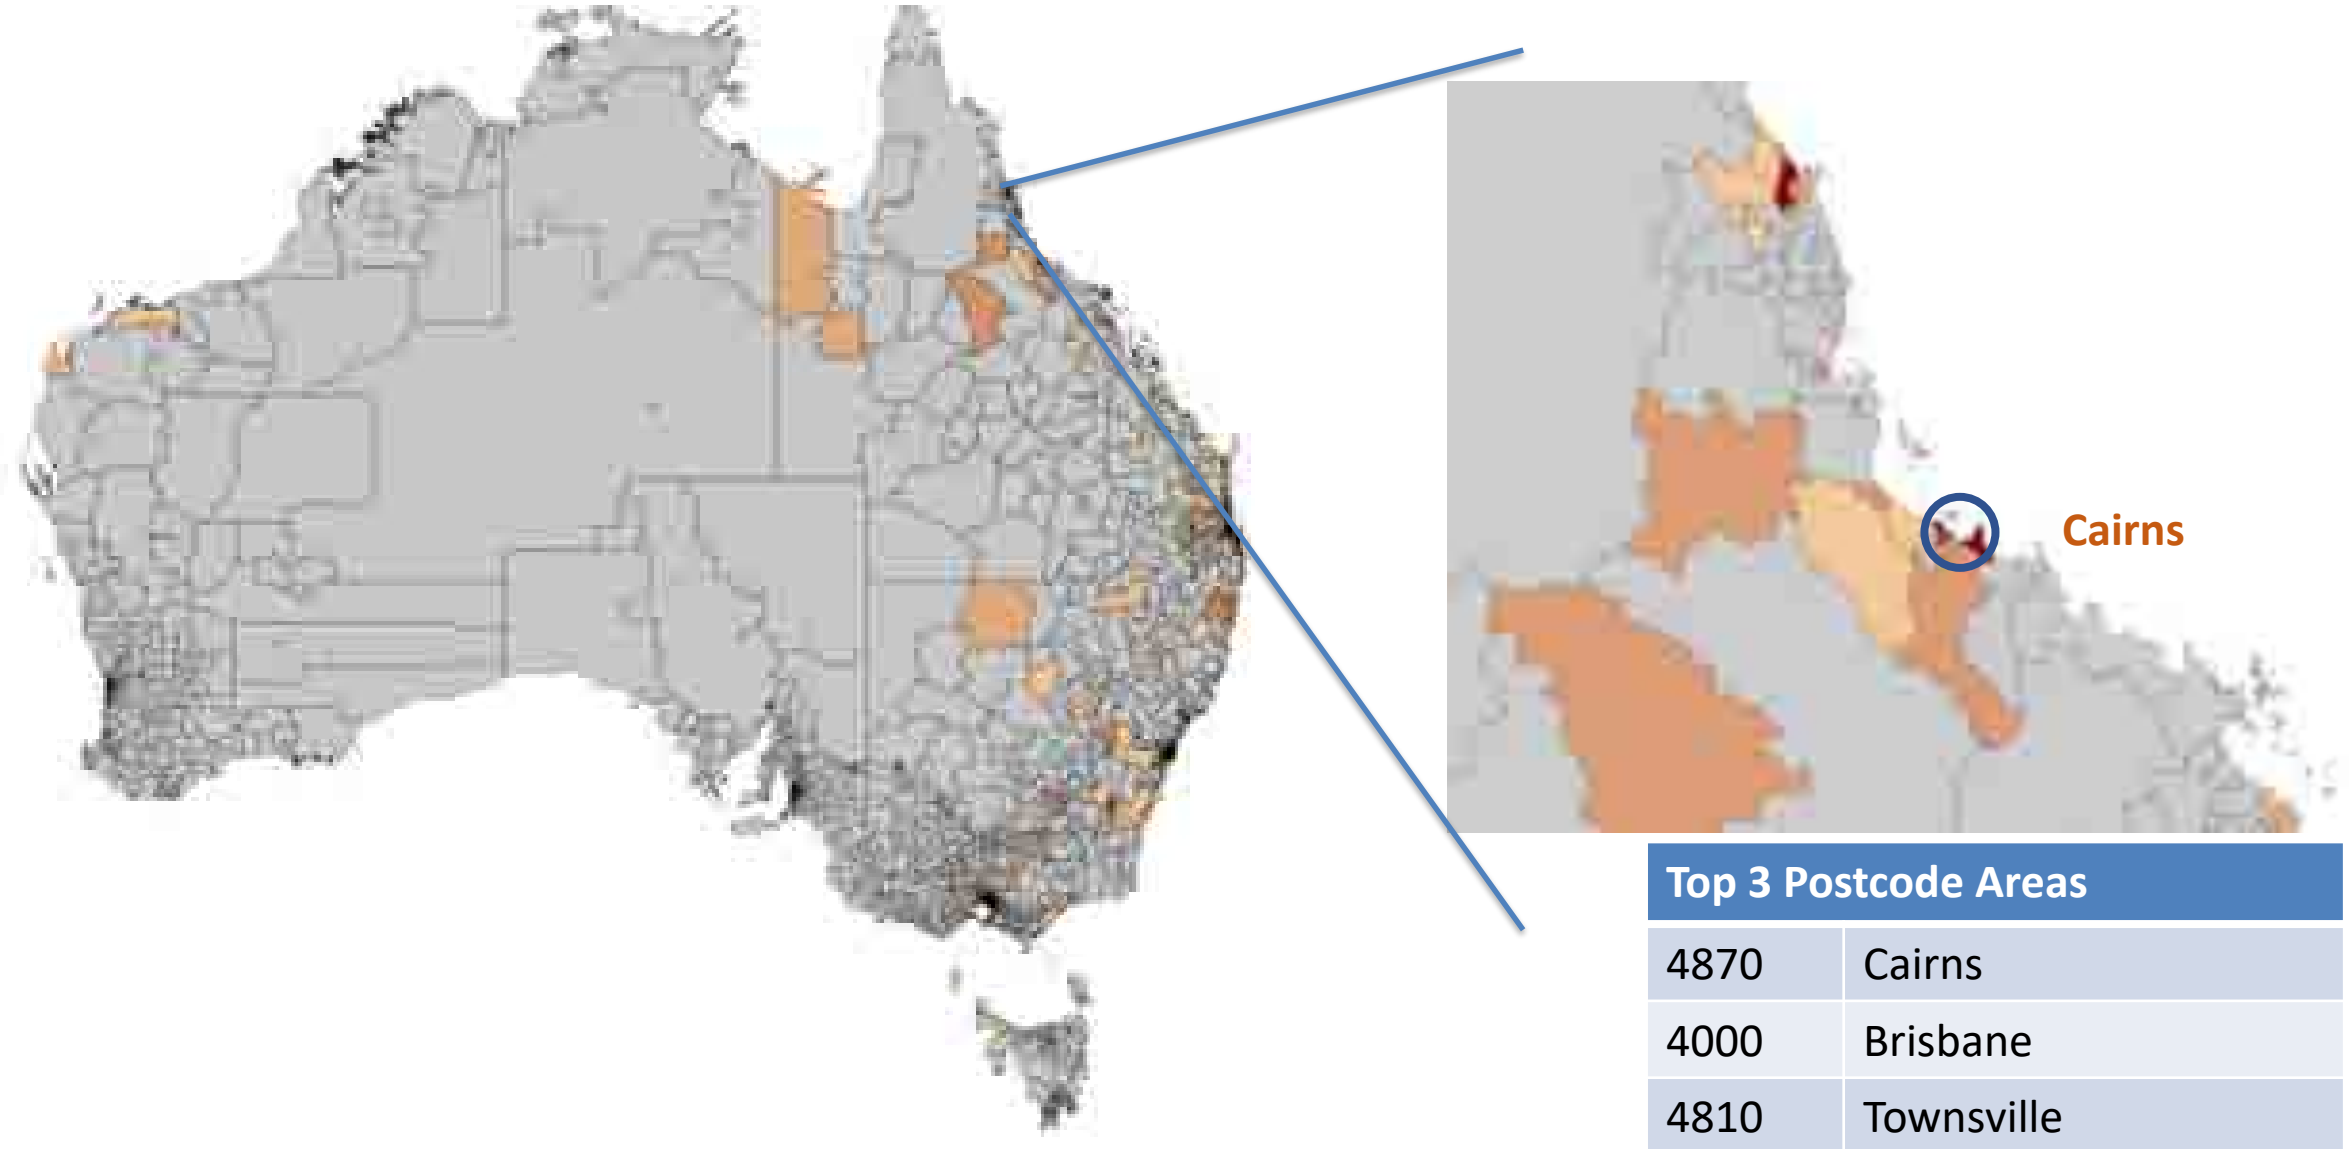 Cairns
Top 3 Postcode Areas
4870 Cairns
4000 Brisbane
4810 Townsville